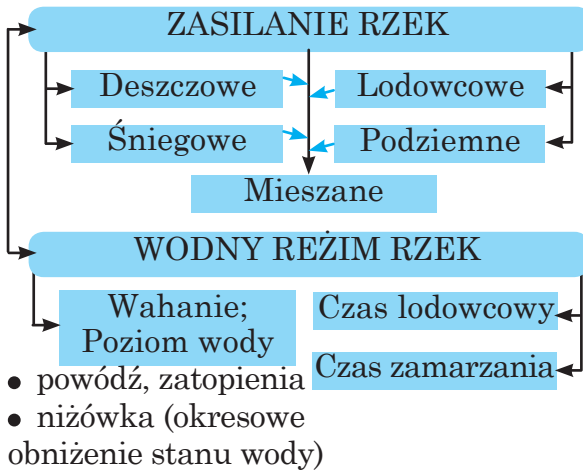 ZASILANIE RZEK
Deszczowe
Lodowcowe
Śniegowe
Podziemne
Mieszane
WODNY REŻIM RZEK
Wahanie;
Poziom wody
Czas lodowcowy
Czas zamarzania
• powódź, zatopienia
• niżówka (okresowe
obniżenie stanu wody)